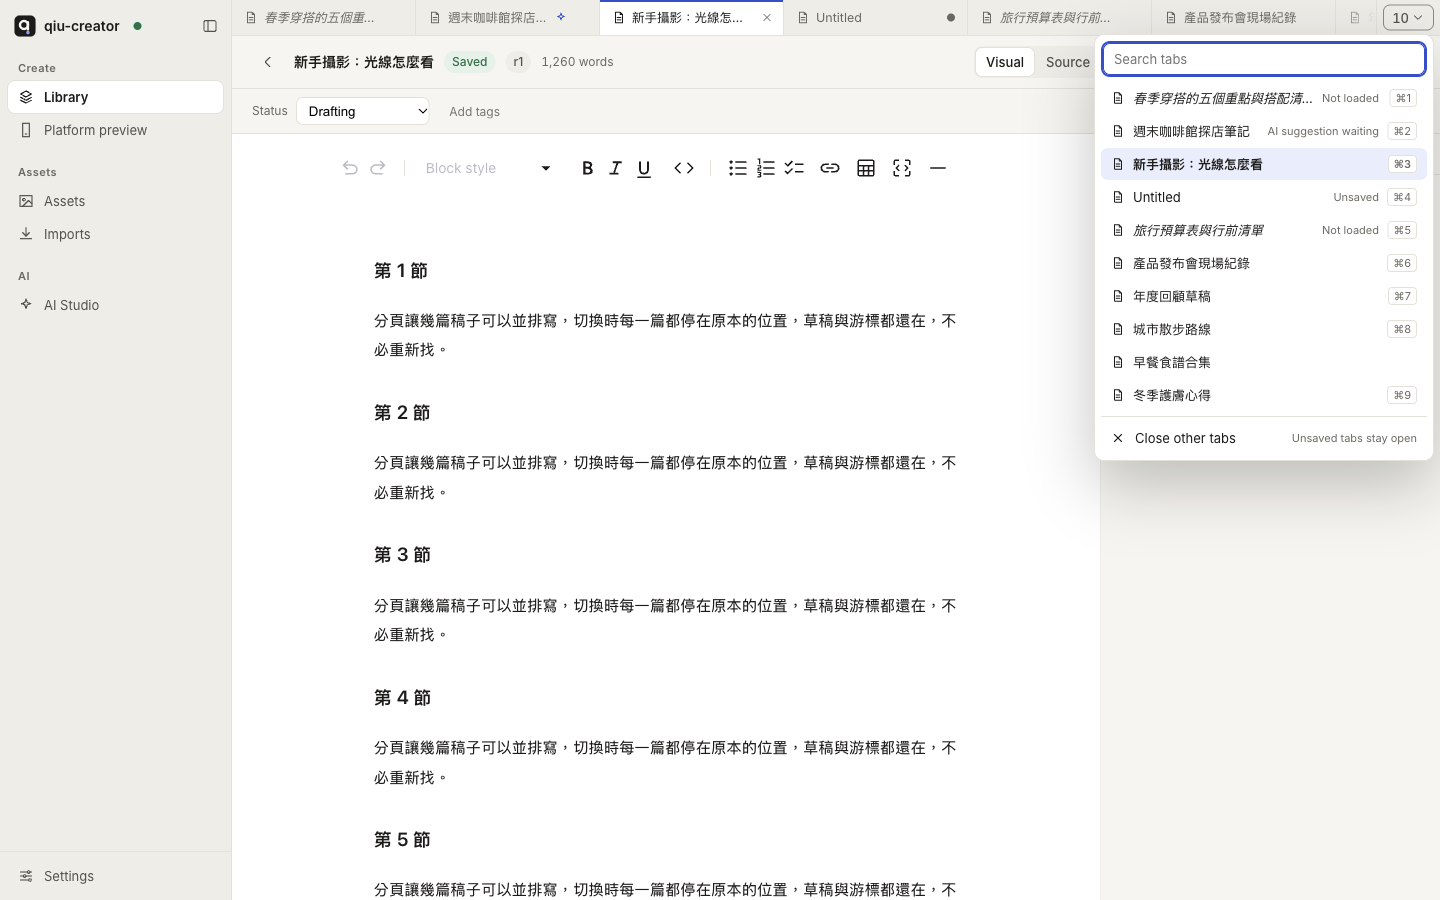 qiu-creator
Create
Library
Platform preview
Assets
Assets
Imports
AI
AI Studio
Settings
春季穿搭的五個重...
週末咖啡館探店...
新手攝影：光線怎...
Untitled
旅行預算表與行前...
產品發布會現場紀錄
10
新手攝影：光線怎麼看
Saved
r1
1,260 words
Visual
Source
Status
Drafting
Add tags
Block style
第 1 節
分頁讓幾篇稿子可以並排寫，切換時每一篇都停在原本的位置，草稿與游標都還在，不
必重新找。
第 2 節
分頁讓幾篇稿子可以並排寫，切換時每一篇都停在原本的位置，草稿與游標都還在，不
必重新找。
第 3 節
分頁讓幾篇稿子可以並排寫，切換時每一篇都停在原本的位置，草稿與游標都還在，不
必重新找。
第 4 節
分頁讓幾篇稿子可以並排寫，切換時每一篇都停在原本的位置，草稿與游標都還在，不
必重新找。
第 5 節
分頁讓幾篇稿子可以並排寫，切換時每一篇都停在原本的位置，草稿與游標都還在，不
Search tabs
春季穿搭的五個重點與搭配清... Not loaded ⌘1
週末咖啡館探店筆記 AI suggestion waiting ⌘2
新手攝影：光線怎麼看 ⌘3
Untitled Unsaved ⌘4
旅行預算表與行前清單 Not loaded ⌘5
產品發布會現場紀錄 ⌘6
年度回顧草稿 ⌘7
城市散步路線 ⌘8
早餐食譜合集
冬季護膚心得 ⌘9
Close other tabs Unsaved tabs stay open